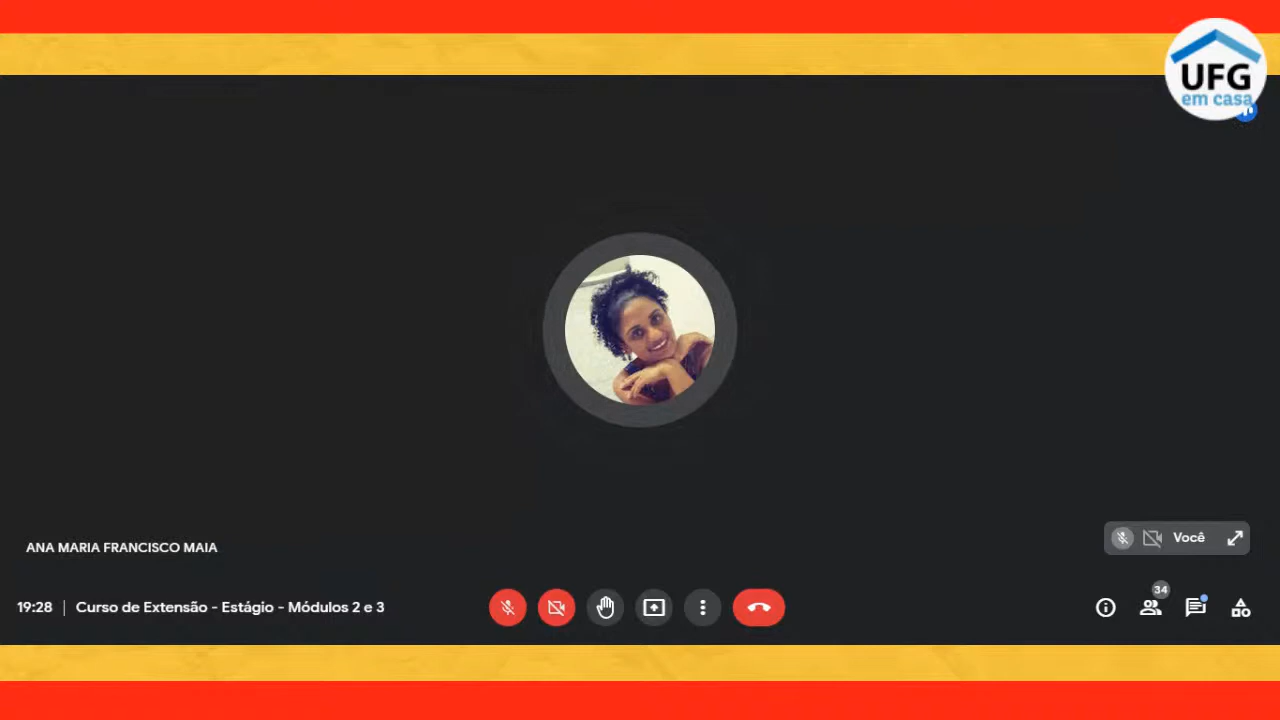 UFG
em casa
ANA MARIA FRANCISCO MAIA
Você
19:28 | Curso de Extensão - Estágio - Módulos 2 e 3
34